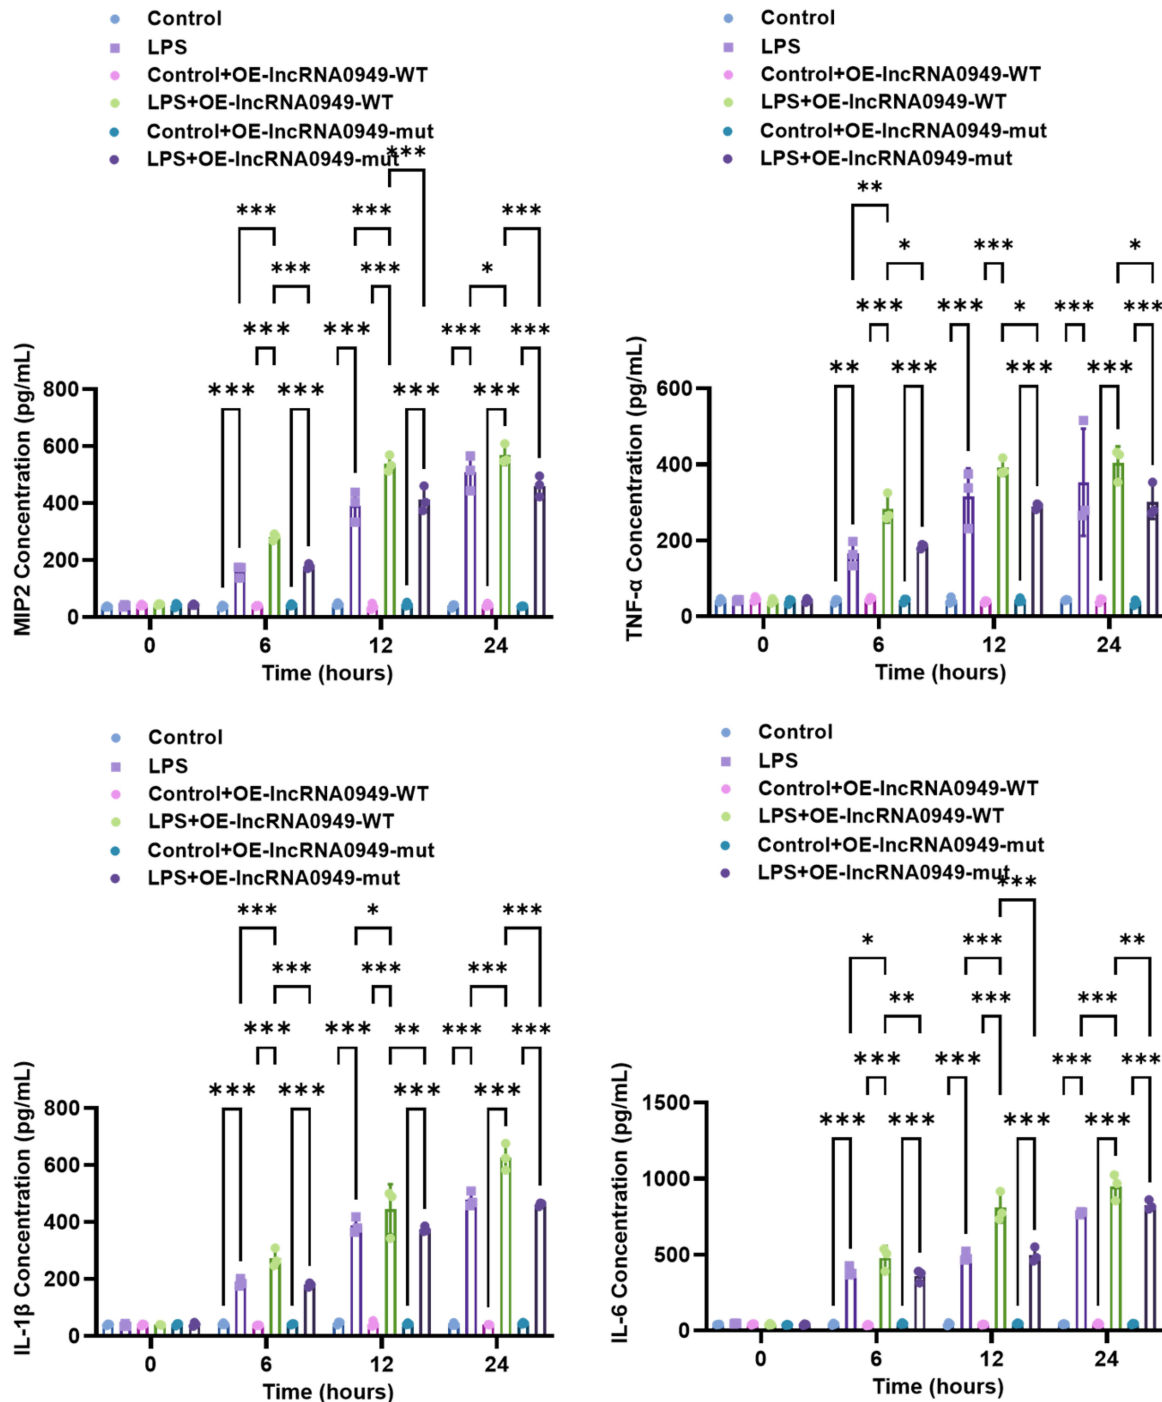 Control
LPS
Control+OE-lncRNA0949-WT
LPS+OE-lncRNA0949-WT
Control+OE-lncRNA0949-mut
LPS+OE-lncRNA0949-mut
***
*** *** ***
*** *** *
*** *** *** ***
*** *** *** ***
MIP2 Concentration (pg/mL)
800
600
400
200
0
0 6 12 24
Time (hours)
Control
LPS
Control+OE-lncRNA0949-WT
LPS+OE-lncRNA0949-WT
Control+OE-lncRNA0949-mut
LPS+OE-lncRNA0949-mut
**
* *** *
*** *** * *** ***
** *** *** ***
TNF-α Concentration (pg/mL)
600
400
200
0
0 6 12 24
Time (hours)
Control
LPS
Control+OE-lncRNA0949-WT
LPS+OE-lncRNA0949-WT
Control+OE-lncRNA0949-mut
LPS+OE-lncRNA0949-mut
*** * ***
*** *** ***
*** *** ** *** ***
*** *** *** ***
IL-1β Concentration (pg/mL)
800
600
400
200
0
0 6 12 24
Time (hours)
Control
LPS
Control+OE-lncRNA0949-WT
LPS+OE-lncRNA0949-WT
Control+OE-lncRNA0949-mut
LPS+OE-lncRNA0949-mut
***
* *** **
** *** ***
*** *** *** ***
*** *** *** ***
IL-6 Concentration (pg/mL)
1500
1000
500
0
0 6 12 24
Time (hours)